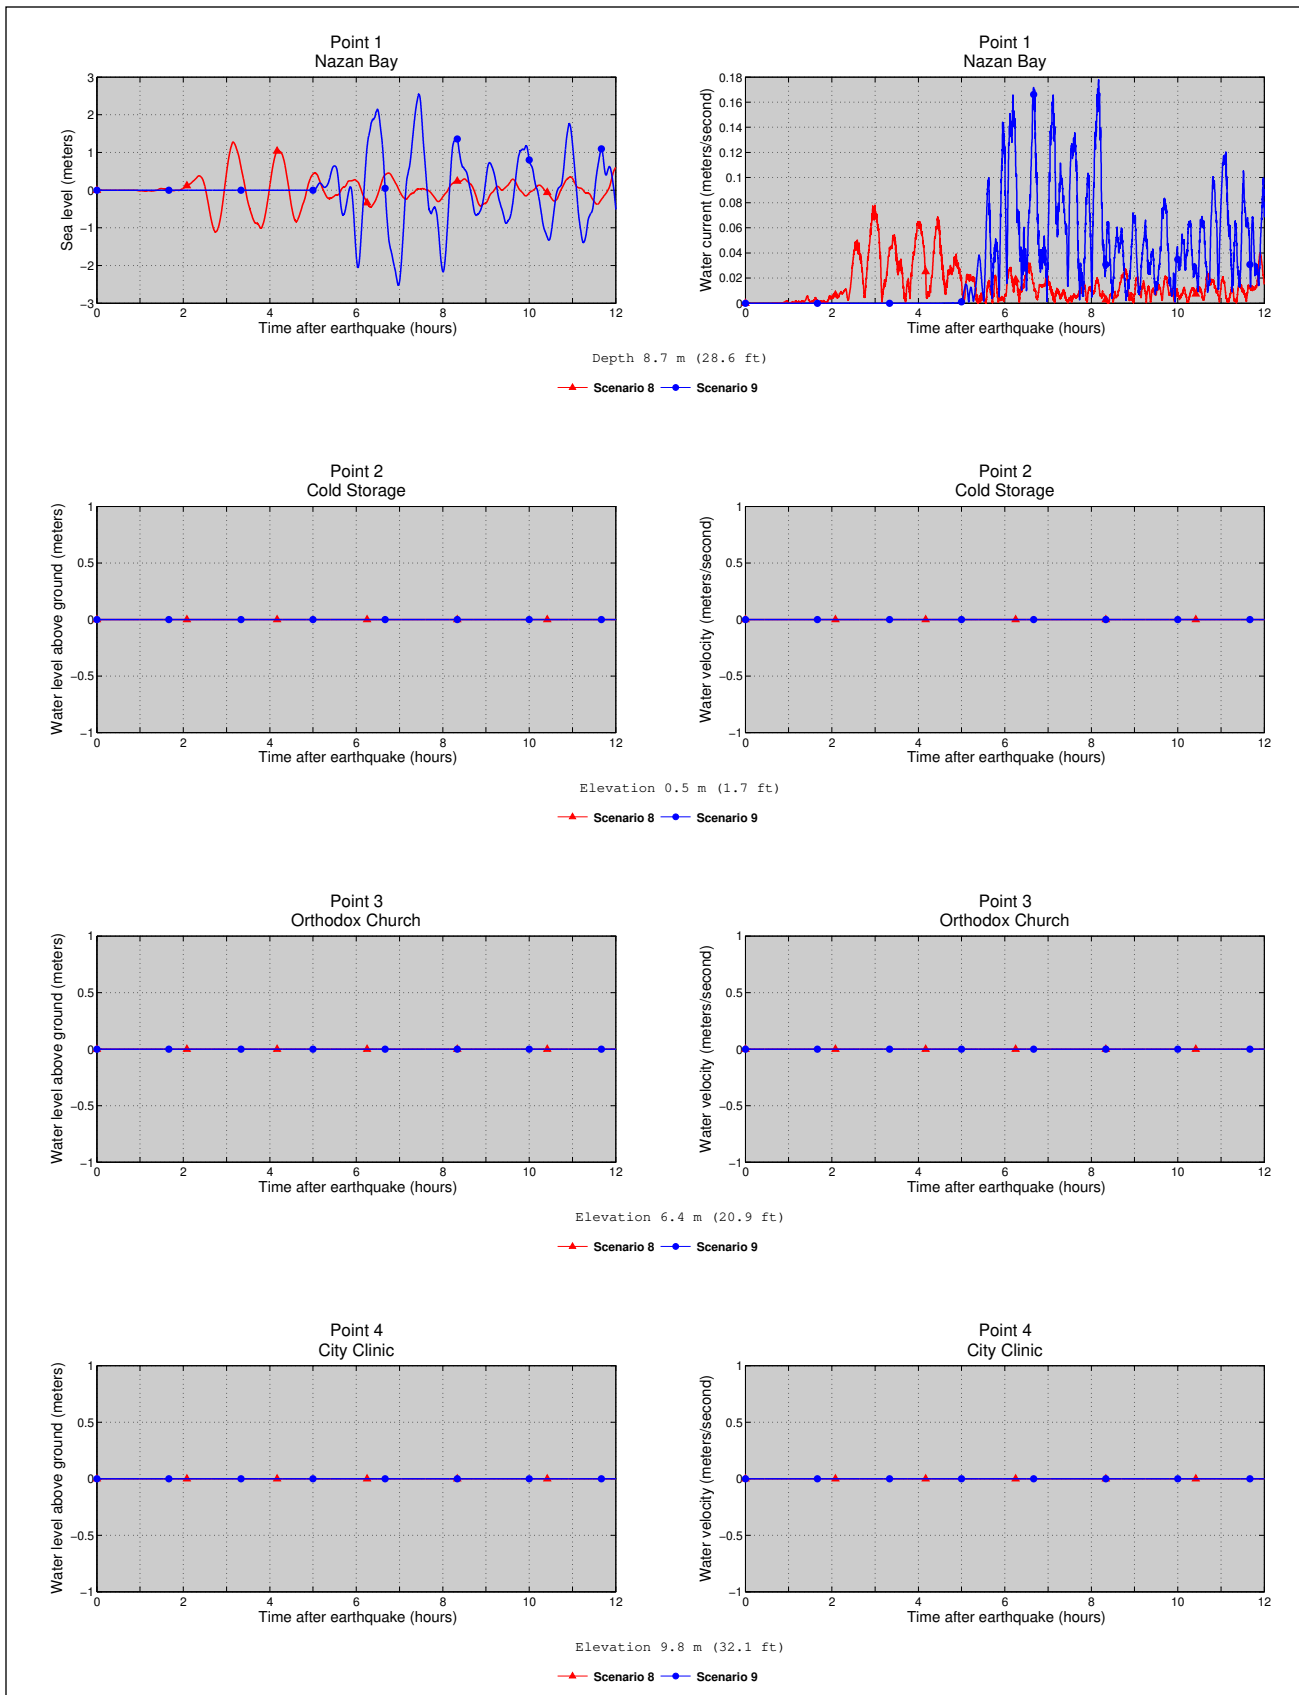 Point 1
Nazan Bay
Sea level (meters)
3
2
1
0
−1
−2
−3
0 2 4 6 8 10 12
Time after earthquake (hours)
Point 1
Nazan Bay
Water current (meters/second)
0.18
0.16
0.14
0.12
0.1
0.08
0.06
0.04
0.02
0
0 2 4 6 8 10 12
Time after earthquake (hours)
Depth 8.7 m (28.6 ft)
Scenario 8 Scenario 9
Point 2
Cold Storage
Water level above ground (meters)
1
0.5
0
−0.5
−1
0 2 4 6 8 10 12
Time after earthquake (hours)
Point 2
Cold Storage
Water velocity (meters/second)
1
0.5
0
−0.5
−1
0 2 4 6 8 10 12
Time after earthquake (hours)
Elevation 0.5 m (1.7 ft)
Scenario 8 Scenario 9
Point 3
Orthodox Church
Water level above ground (meters)
1
0.5
0
−0.5
−1
0 2 4 6 8 10 12
Time after earthquake (hours)
Point 3
Orthodox Church
Water velocity (meters/second)
1
0.5
0
−0.5
−1
0 2 4 6 8 10 12
Time after earthquake (hours)
Elevation 6.4 m (20.9 ft)
Scenario 8 Scenario 9
Point 4
City Clinic
Water level above ground (meters)
1
0.5
0
−0.5
−1
0 2 4 6 8 10 12
Time after earthquake (hours)
Point 4
City Clinic
Water velocity (meters/second)
1
0.5
0
−0.5
−1
0 2 4 6 8 10 12
Time after earthquake (hours)
Elevation 9.8 m (32.1 ft)
Scenario 8 Scenario 9